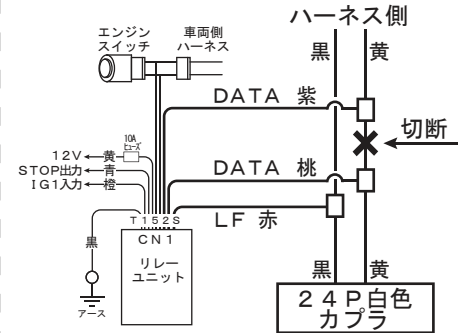 ハーネス側
エンジン
スイッチ
車両側
ハーネス
黒
黄
DATA 紫
切断
10A
ヒューズ
12V
黄
STOP出力
青
IG1入力
橙
DATA 桃
LF 赤
T152S
CN1
リレー
ユニット
黒
アース
黒
黄
24P白色
カプラ